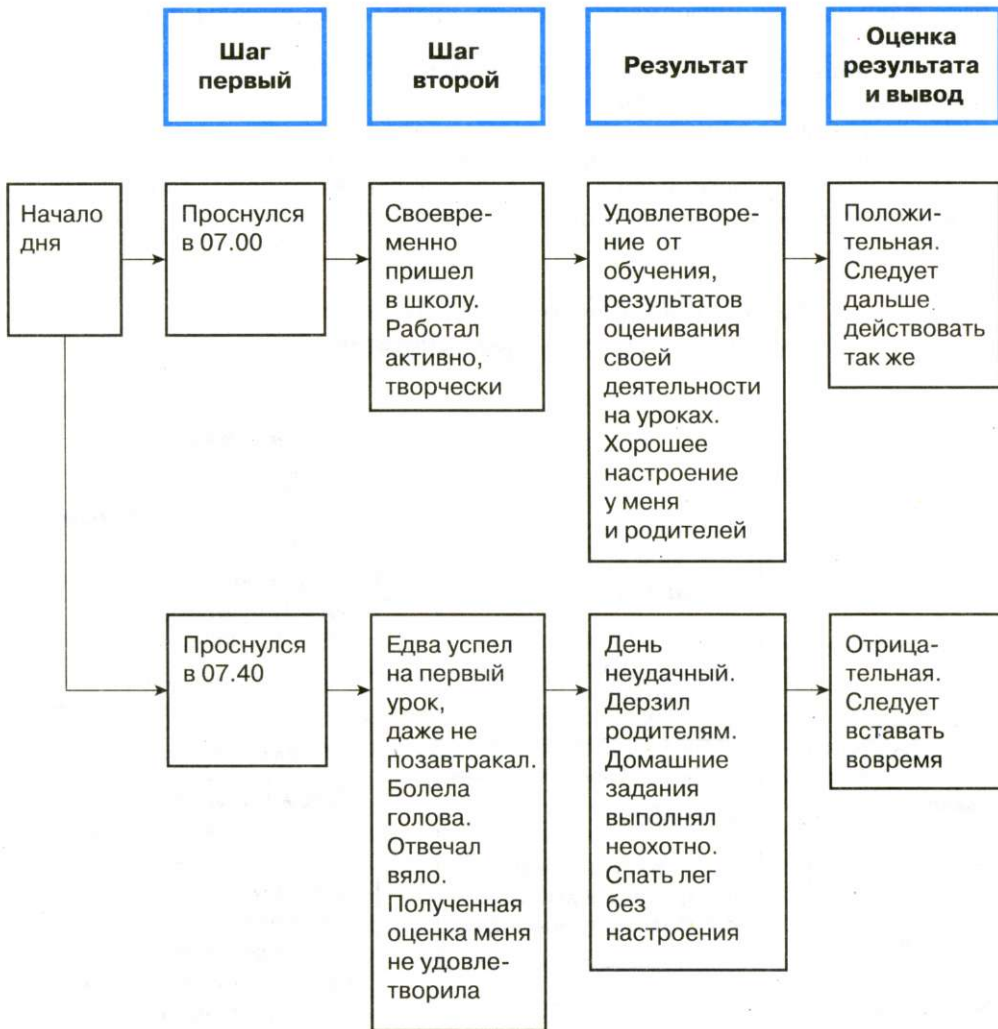 Шаг
первый
Шаг
второй
Результат
Оценка
результата
и вывод
Начало
дня
Проснулся
в 07.00
Своевре-
менно
пришел
в школу.
Работал
активно,
творчески
Удовлетворе-
ние от
обучения,
результатов
оценивания
своей
деятельности
на уроках.
Хорошее
настроение
у меня
и родителей
Положи-
тельная.
Следует
дальше
действовать
так же
Проснулся
в 07.40
Едва успел
на первый
урок,
даже не
позавтракал.
Болела
голова.
Отвечал
вяло.
Полученная
оценка меня
не удовле-
творила
День
неудачный.
Дерзил
родителям.
Домашние
задания
выполнял
неохотно.
Спать лег
без
настроения
Отрица-
тельная.
Следует
вставать
вовремя